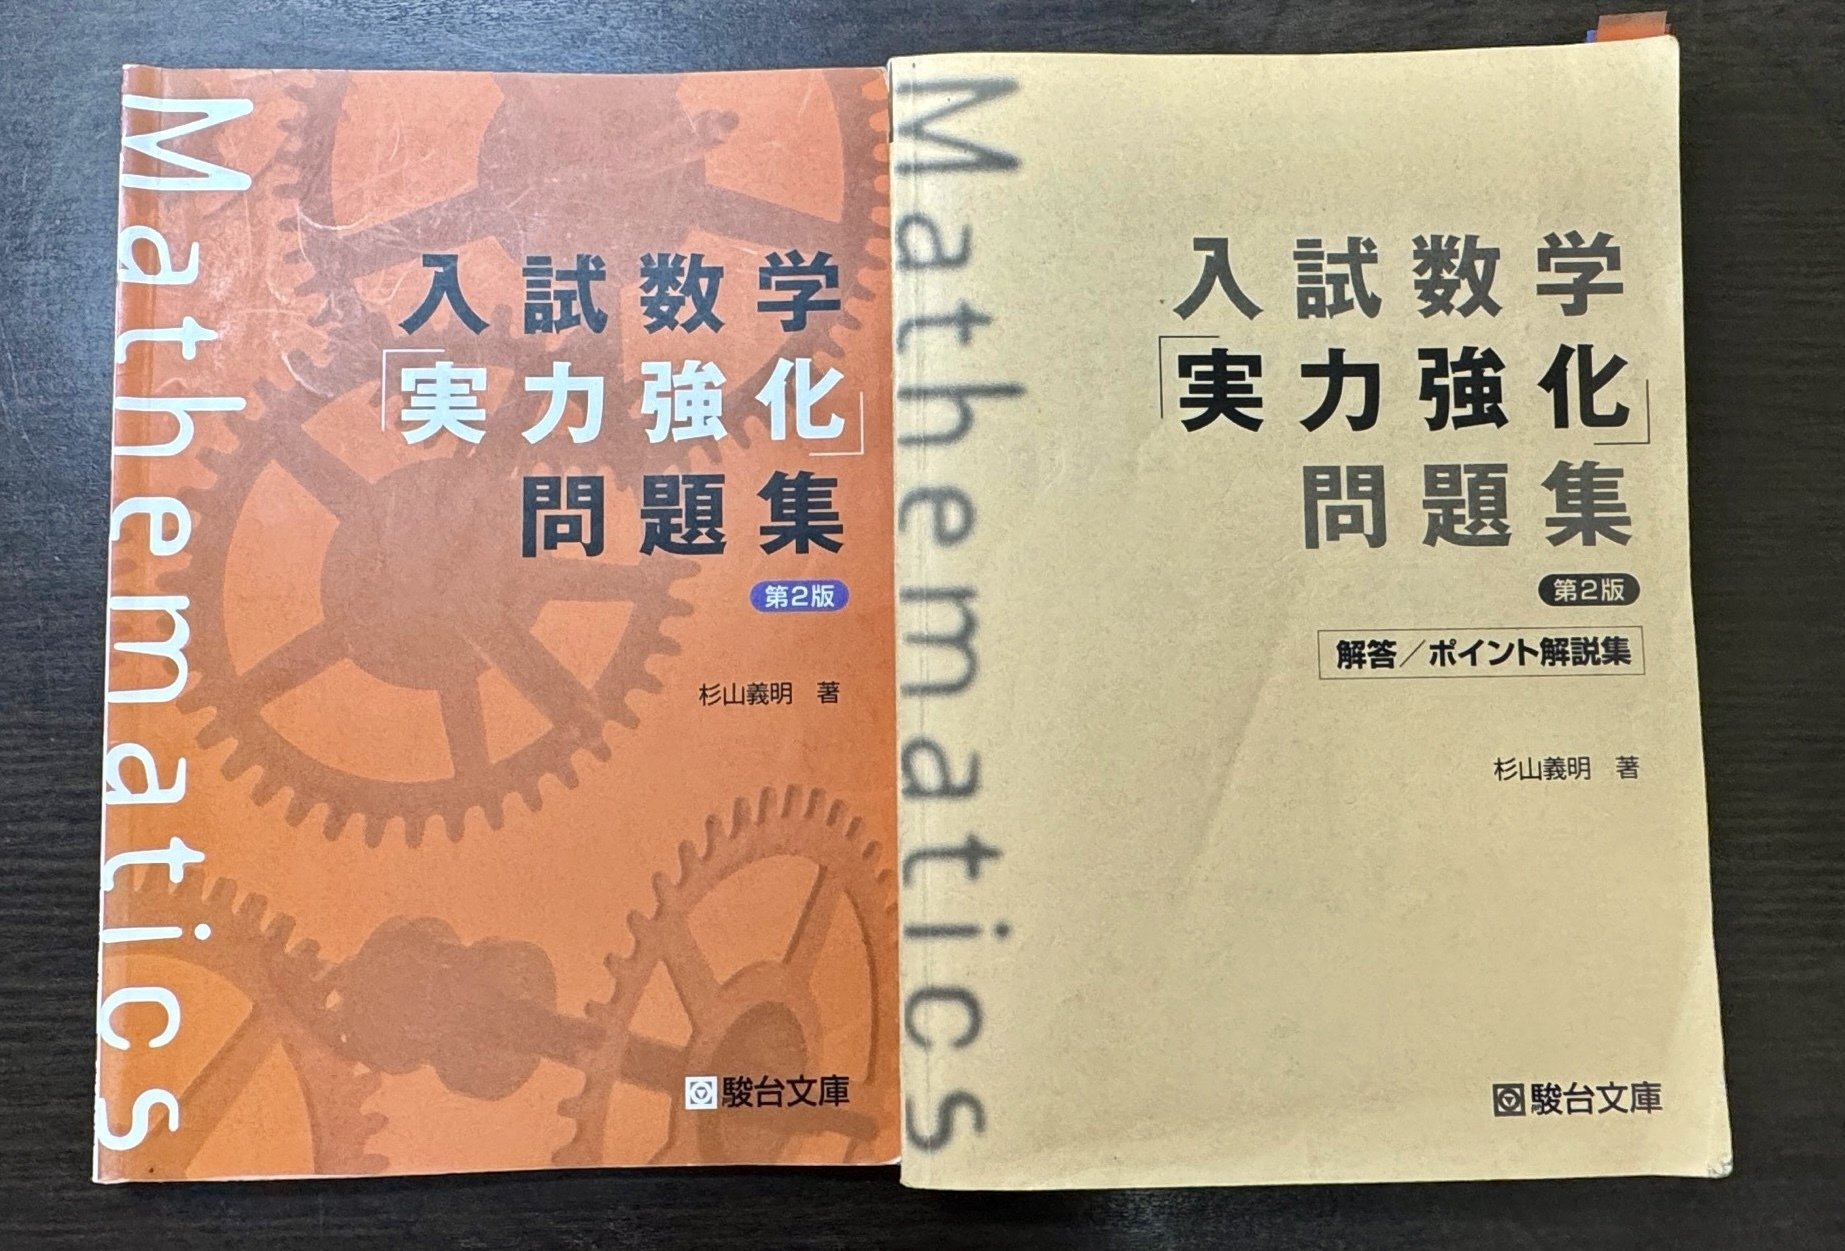 Mathematics
入試数学
「実力強化」
問題集
第2版
杉山義明 著
駿台文庫
Mathematics
入試数学
「実力強化」
問題集
第2版
解答／ポイント解説集
杉山義明 著
駿台文庫